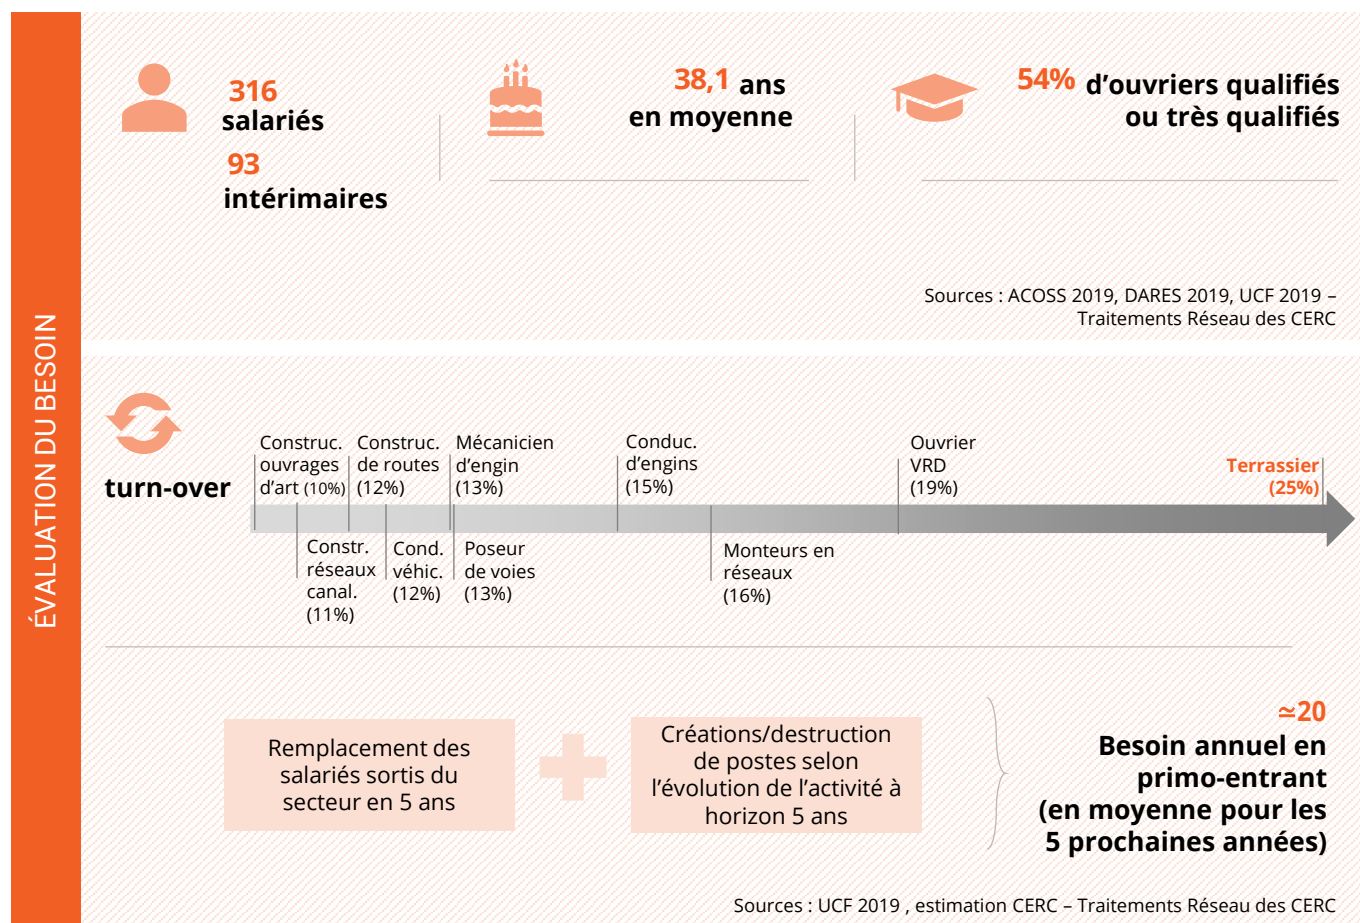 ÉVALUATION DU BESOIN
316
salariés
93
intérimaires
38,1 ans
en moyenne
54% d’ouvriers qualifiés
ou très qualifiés
Sources : ACOSS 2019, DARES 2019, UCF 2019 –
Traitements Réseau des CERC
turn-over
Construc.
ouvrages
d’art (10%)
Constr.
réseaux
canal.
(11%)
Construc.
de routes
(12%)
Cond.
véhic.
(12%)
Mécanicien
d’engin
(13%)
Poseur
de voies
(13%)
Conduc.
d’engins
(15%)
Monteurs en
réseaux
(16%)
Ouvrier
VRD
(19%)
Terrassier
(25%)
Remplacement des
salariés sortis du
secteur en 5 ans
Créations/destruction
de postes selon
l’évolution de l’activité à
horizon 5 ans
≃20
Besoin annuel en
primo-entrant
(en moyenne pour les
5 prochaines années)
Sources : UCF 2019 , estimation CERC – Traitements Réseau des CERC